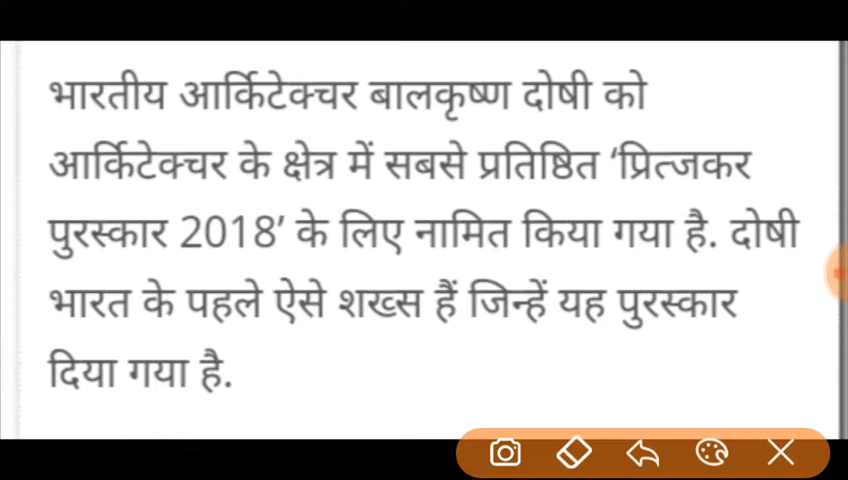 भारतीय आर्किटेक्चर बालकृष्ण दोषी को
आर्किटेक्चर के क्षेत्र में सबसे प्रतिष्ठित ‘प्रित्जकर
पुरस्कार 2018’ के लिए नामित किया गया है. दोषी
भारत के पहले ऐसे शख्स हैं जिन्हें यह पुरस्कार
दिया गया है.